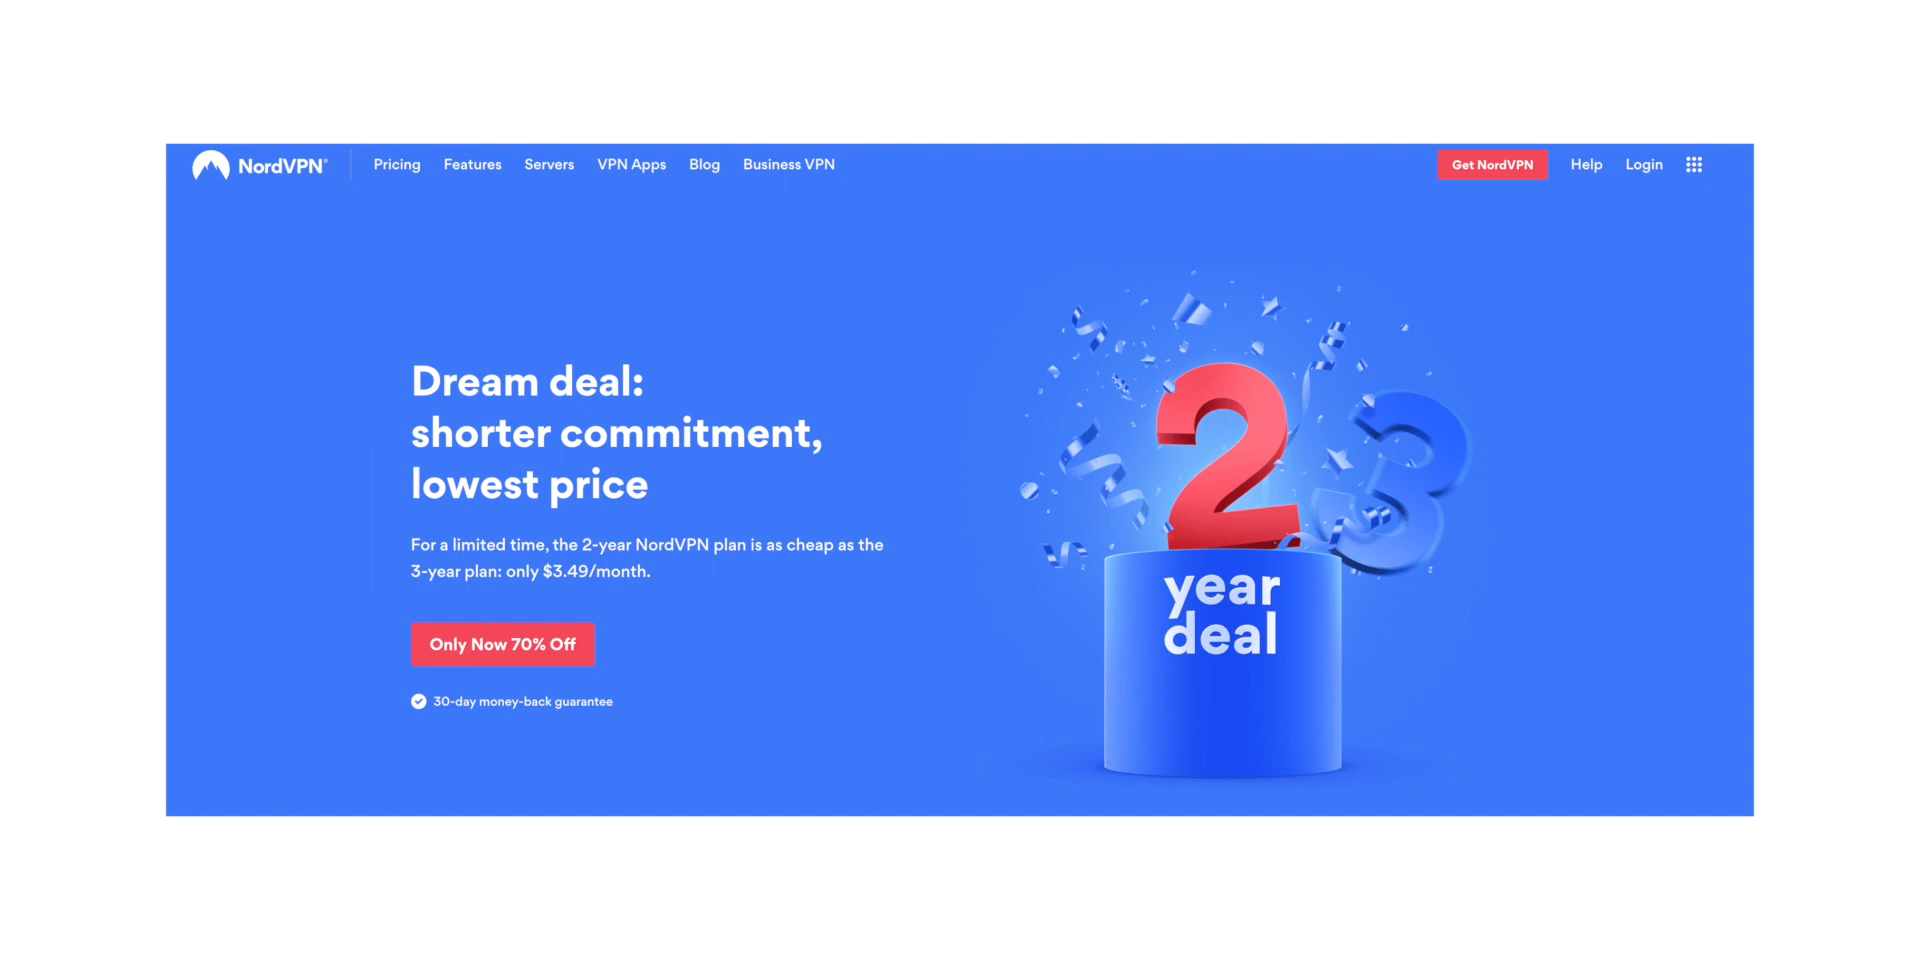 NordVPN®
Pricing
Features
Servers
VPN Apps
Blog
Business VPN
Get NordVPN
Help
Login
Dream deal:
shorter commitment,
lowest price
For a limited time, the 2-year NordVPN plan is as cheap as the
3-year plan: only $3.49/month.
Only Now 70% Off
30-day money-back guarantee
2
3
year
deal